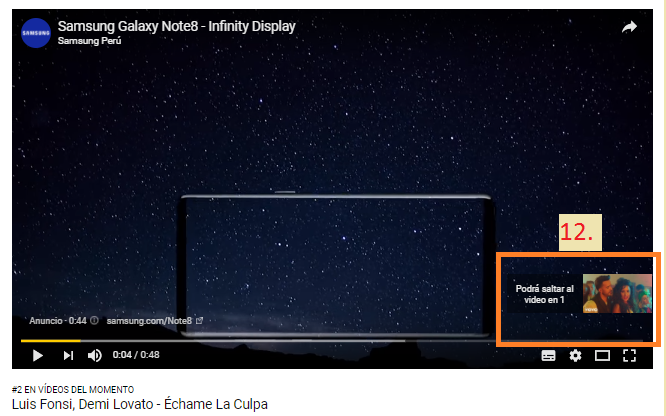 SAMSUNG
Samsung Galaxy Note8 - Infinity Display
Samsung Perú
12.
Podrá saltar al
video en 1
Anuncio · 0:44 samsung.com/Note8
0:04 / 0:48
#2 EN VÍDEOS DEL MOMENTO
Luis Fonsi, Demi Lovato - Échame La Culpa